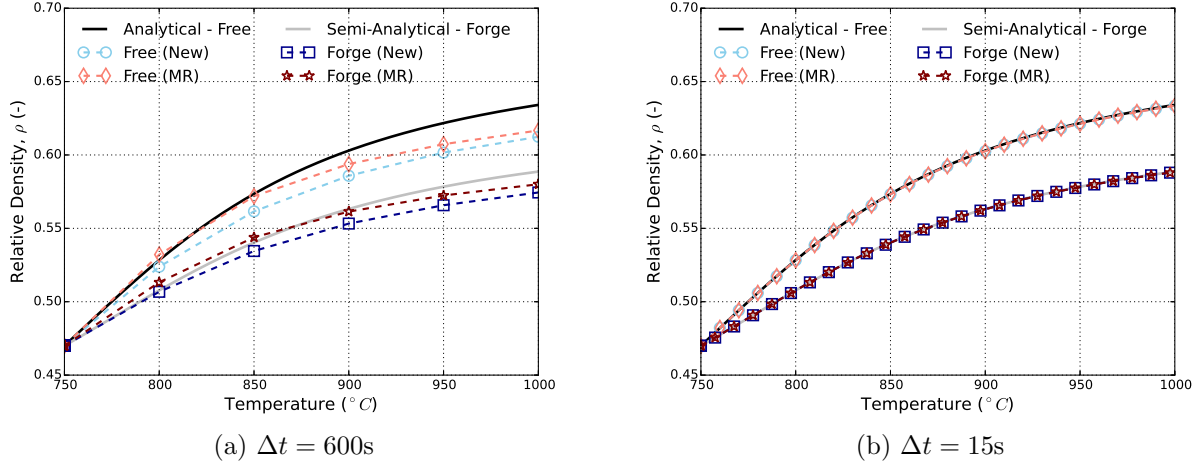 0.70
0.65
0.60
0.55
0.50
0.45
Relative Density, ρ (-)
Analytical - Free
Free (New)
Free (MR)
Semi-Analytical - Forge
Forge (New)
Forge (MR)
750 800 850 900 950 1000
Temperature (°C)
(a) Δt = 600s
0.70
0.65
0.60
0.55
0.50
0.45
Relative Density, ρ (-)
Analytical - Free
Free (New)
Free (MR)
Semi-Analytical - Forge
Forge (New)
Forge (MR)
750 800 850 900 950 1000
Temperature (°C)
(b) Δt = 15s